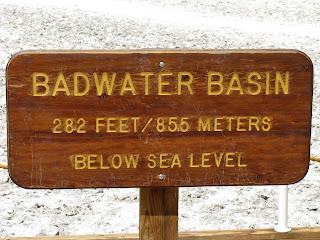 BADWATER BASIN
282 FEET/855 METERS
BELOW SEA LEVEL